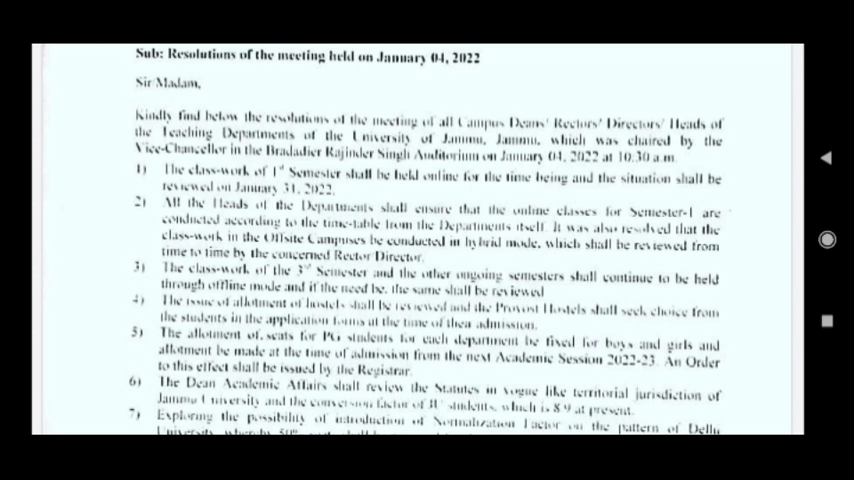 Sub: Resolutions of the meeting held on January 04, 2022
Sir Madam,
Kindly find below the resolutions of the meeting of all Campus Deans/ Rectors/ Directors/ Heads of
the Teaching Departments of the University of Jammu, Jammu, which was chaired by the
Vice-Chancellor in the Bradadier Rajinder Singh Auditorium on January 04, 2022 at 10:30 a.m.
1) The class-work of 1st Semester shall be held online for the time being and the situation shall be
reviewed on January 31, 2022.
2) All the Heads of the Departments shall ensure that the online classes for Semester-I are
conducted according to the time-table from the Departments itself. It was also resolved that the
class-work in the Offsite Campuses be conducted in hybrid mode, which shall be reviewed from
time to time by the concerned Rector Director.
3) The class-work of the 3rd Semester and the other ongoing semesters shall continue to be held
through offline mode and if the need be, the same shall be reviewed
4) The issue of allotment of hostels shall be reviewed and the Provost Hostels shall seek choice from
the students in the application forms at the time of their admission.
5) The allotment of seats for PG students for each department be fixed for boys and girls and
allotment be made at the time of admission from the next Academic Session 2022-23. An Order
to this effect shall be issued by the Registrar.
6) The Dean Academic Affairs shall review the Statutes in vogue like territorial jurisdiction of
Jammu University and the conversion factor of students, which is 8.9 at present.
7) Exploring the possibility of introduction of Normalization Factor on the pattern of Delhi
University whereby 50%